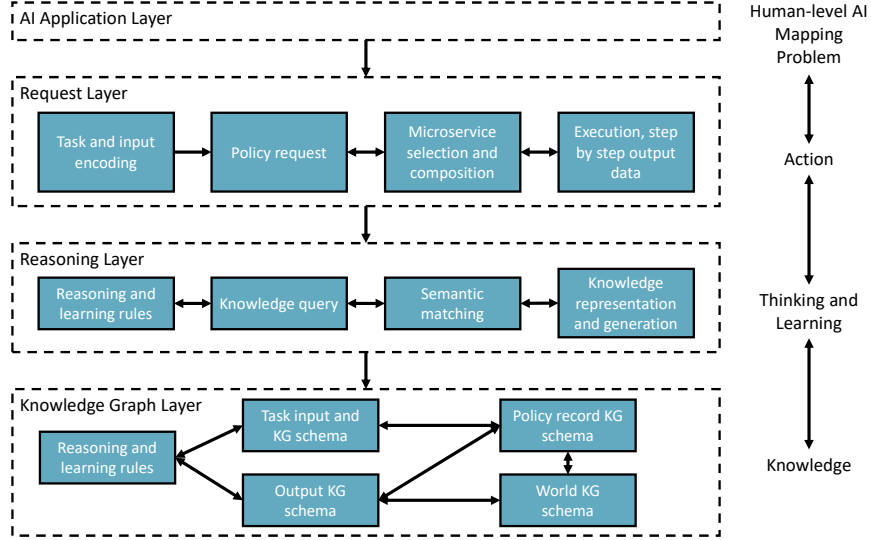 AI Application Layer
Human-level AI
Mapping
Problem
Request Layer
Task and input
encoding
Policy request
Microservice
selection and
composition
Execution, step
by step output
data
Action
Reasoning Layer
Reasoning and
learning rules
Knowledge query
Semantic
matching
Knowledge
representation
and generation
Thinking and
Learning
Knowledge Graph Layer
Reasoning and
learning rules
Task input and
KG schema
Policy record KG
schema
Output KG
schema
World KG
schema
Knowledge